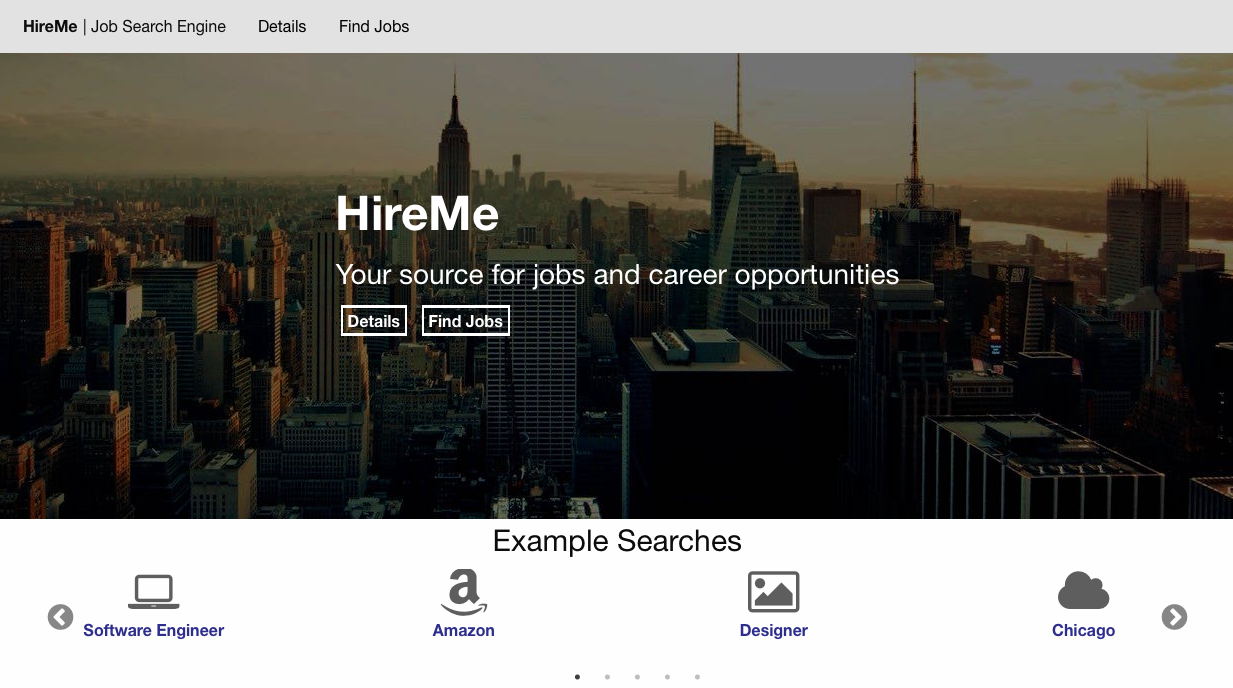 HireMe | Job Search Engine Details Find Jobs
HireMe
Your source for jobs and career opportunities
Details Find Jobs
Example Searches
Software Engineer Amazon Designer Chicago